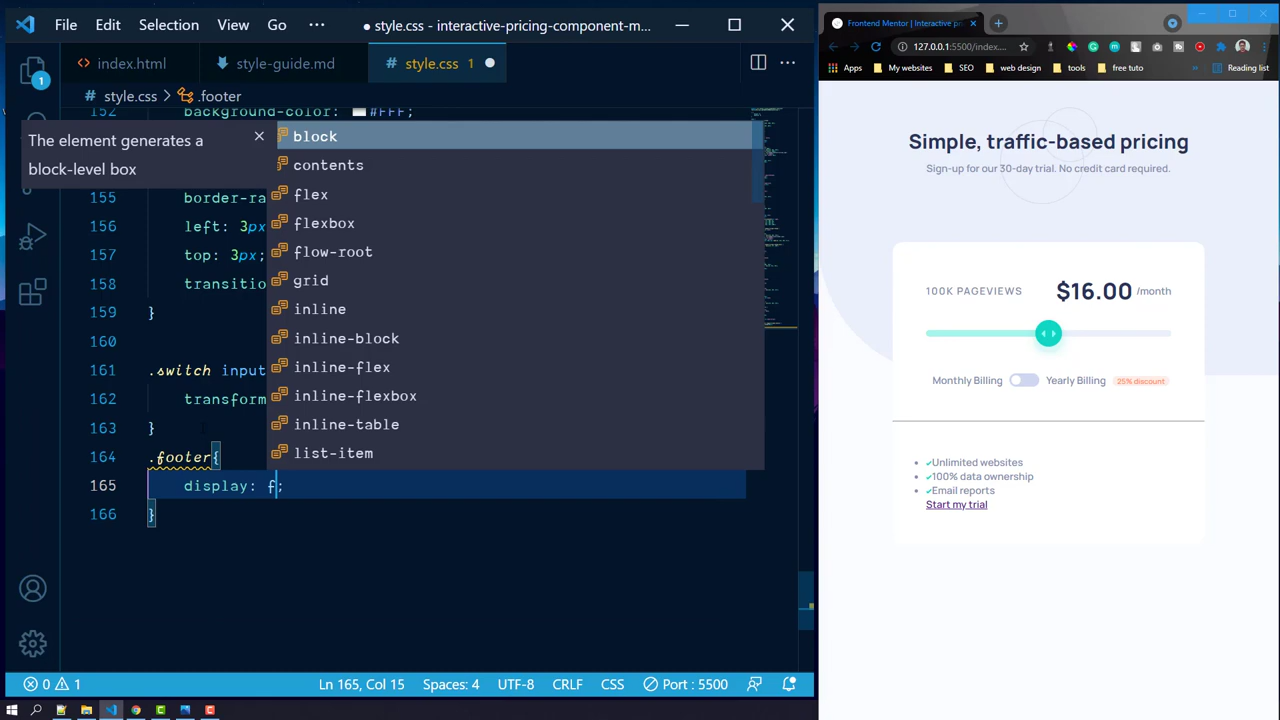 File Edit Selection View Go ··· ● style.css - interactive-pricing-component-m...
index.html style-guide.md style.css 1 ●
# style.css > .footer
152 background-color: #FFF;
The element generates a
block-level box
block
contents
flex
flexbox
flow-root
grid
inline
inline-block
inline-flex
inline-flexbox
inline-table
list-item
155 border-ra
156 left: 3px
157 top: 3px;
158 transitio
159 }
160
161 .switch input
162 transform
163 }
164 .footer{
165 display: f;
166 }
1
0 1 Ln 165, Col 15 Spaces: 4 UTF-8 CRLF CSS Port : 5500
Frontend Mentor | Interactive pr
127.0.0.1:5500/index....
Apps My websites SEO web design tools free tuto » Reading list
Simple, traffic-based pricing
Sign-up for our 30-day trial. No credit card required.
100K PAGEVIEWS $16.00 /month
Monthly Billing Yearly Billing 25% discount
• ✔Unlimited websites
• ✔100% data ownership
• ✔Email reports
Start my trial